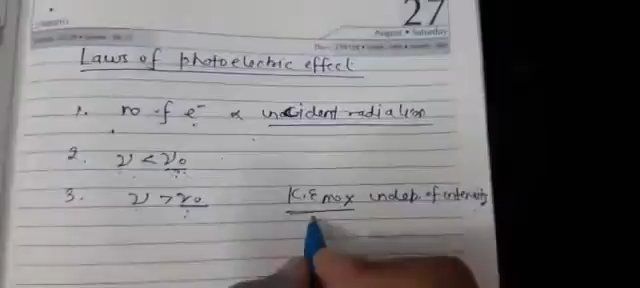 27
August • Saturday
Laws of photoelectric effect
1. no of e⁻ ∝ incident radiation
2. ν < ν₀
3. ν > ν₀ K.E max indep. of intensity